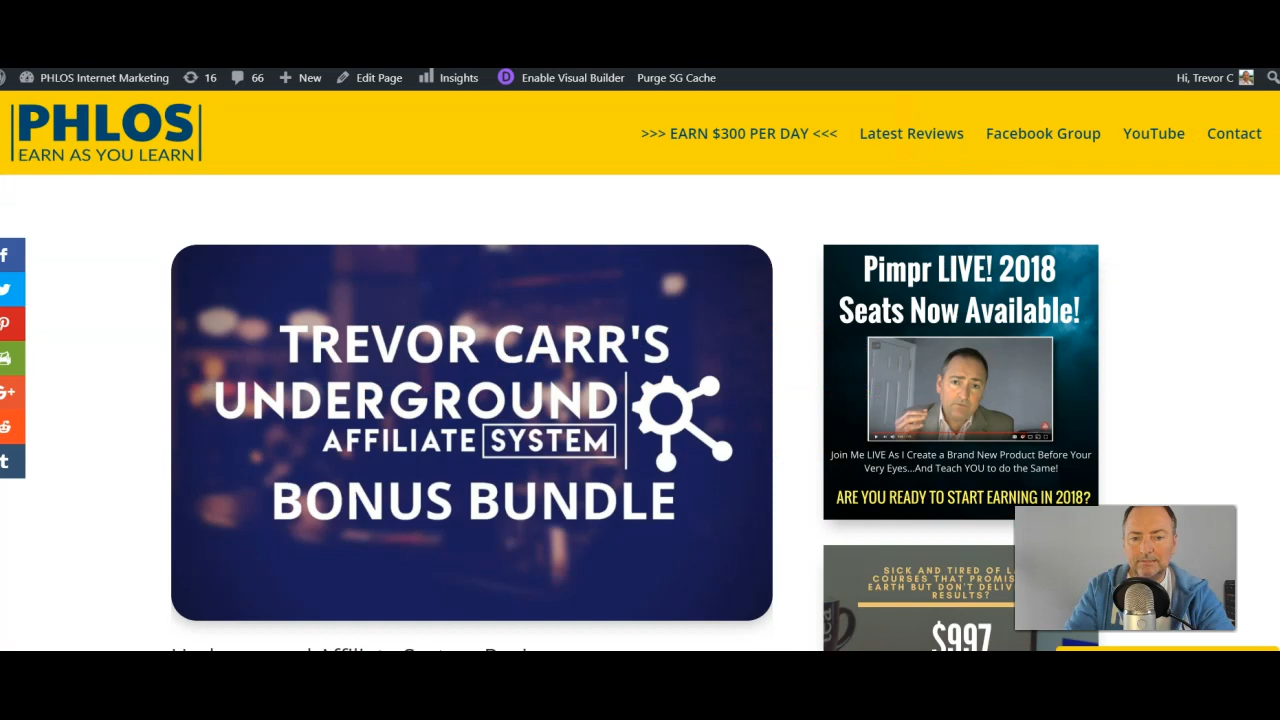 PHLOS Internet Marketing 16 66 New Edit Page Insights Enable Visual Builder Purge SG Cache Hi, Trevor C
PHLOS
EARN AS YOU LEARN
>>> EARN $300 PER DAY <<< Latest Reviews Facebook Group YouTube Contact
TREVOR CARR'S
UNDERGROUND
AFFILIATE SYSTEM
BONUS BUNDLE
Pimpr LIVE! 2018
Seats Now Available!
Join Me LIVE As I Create a Brand New Product Before Your
Very Eyes...And Teach YOU to do the Same!
ARE YOU READY TO START EARNING IN 2018?
SICK AND TIRED OF
COURSES THAT
EARTH BUT DON'T
RESULTS?
$997